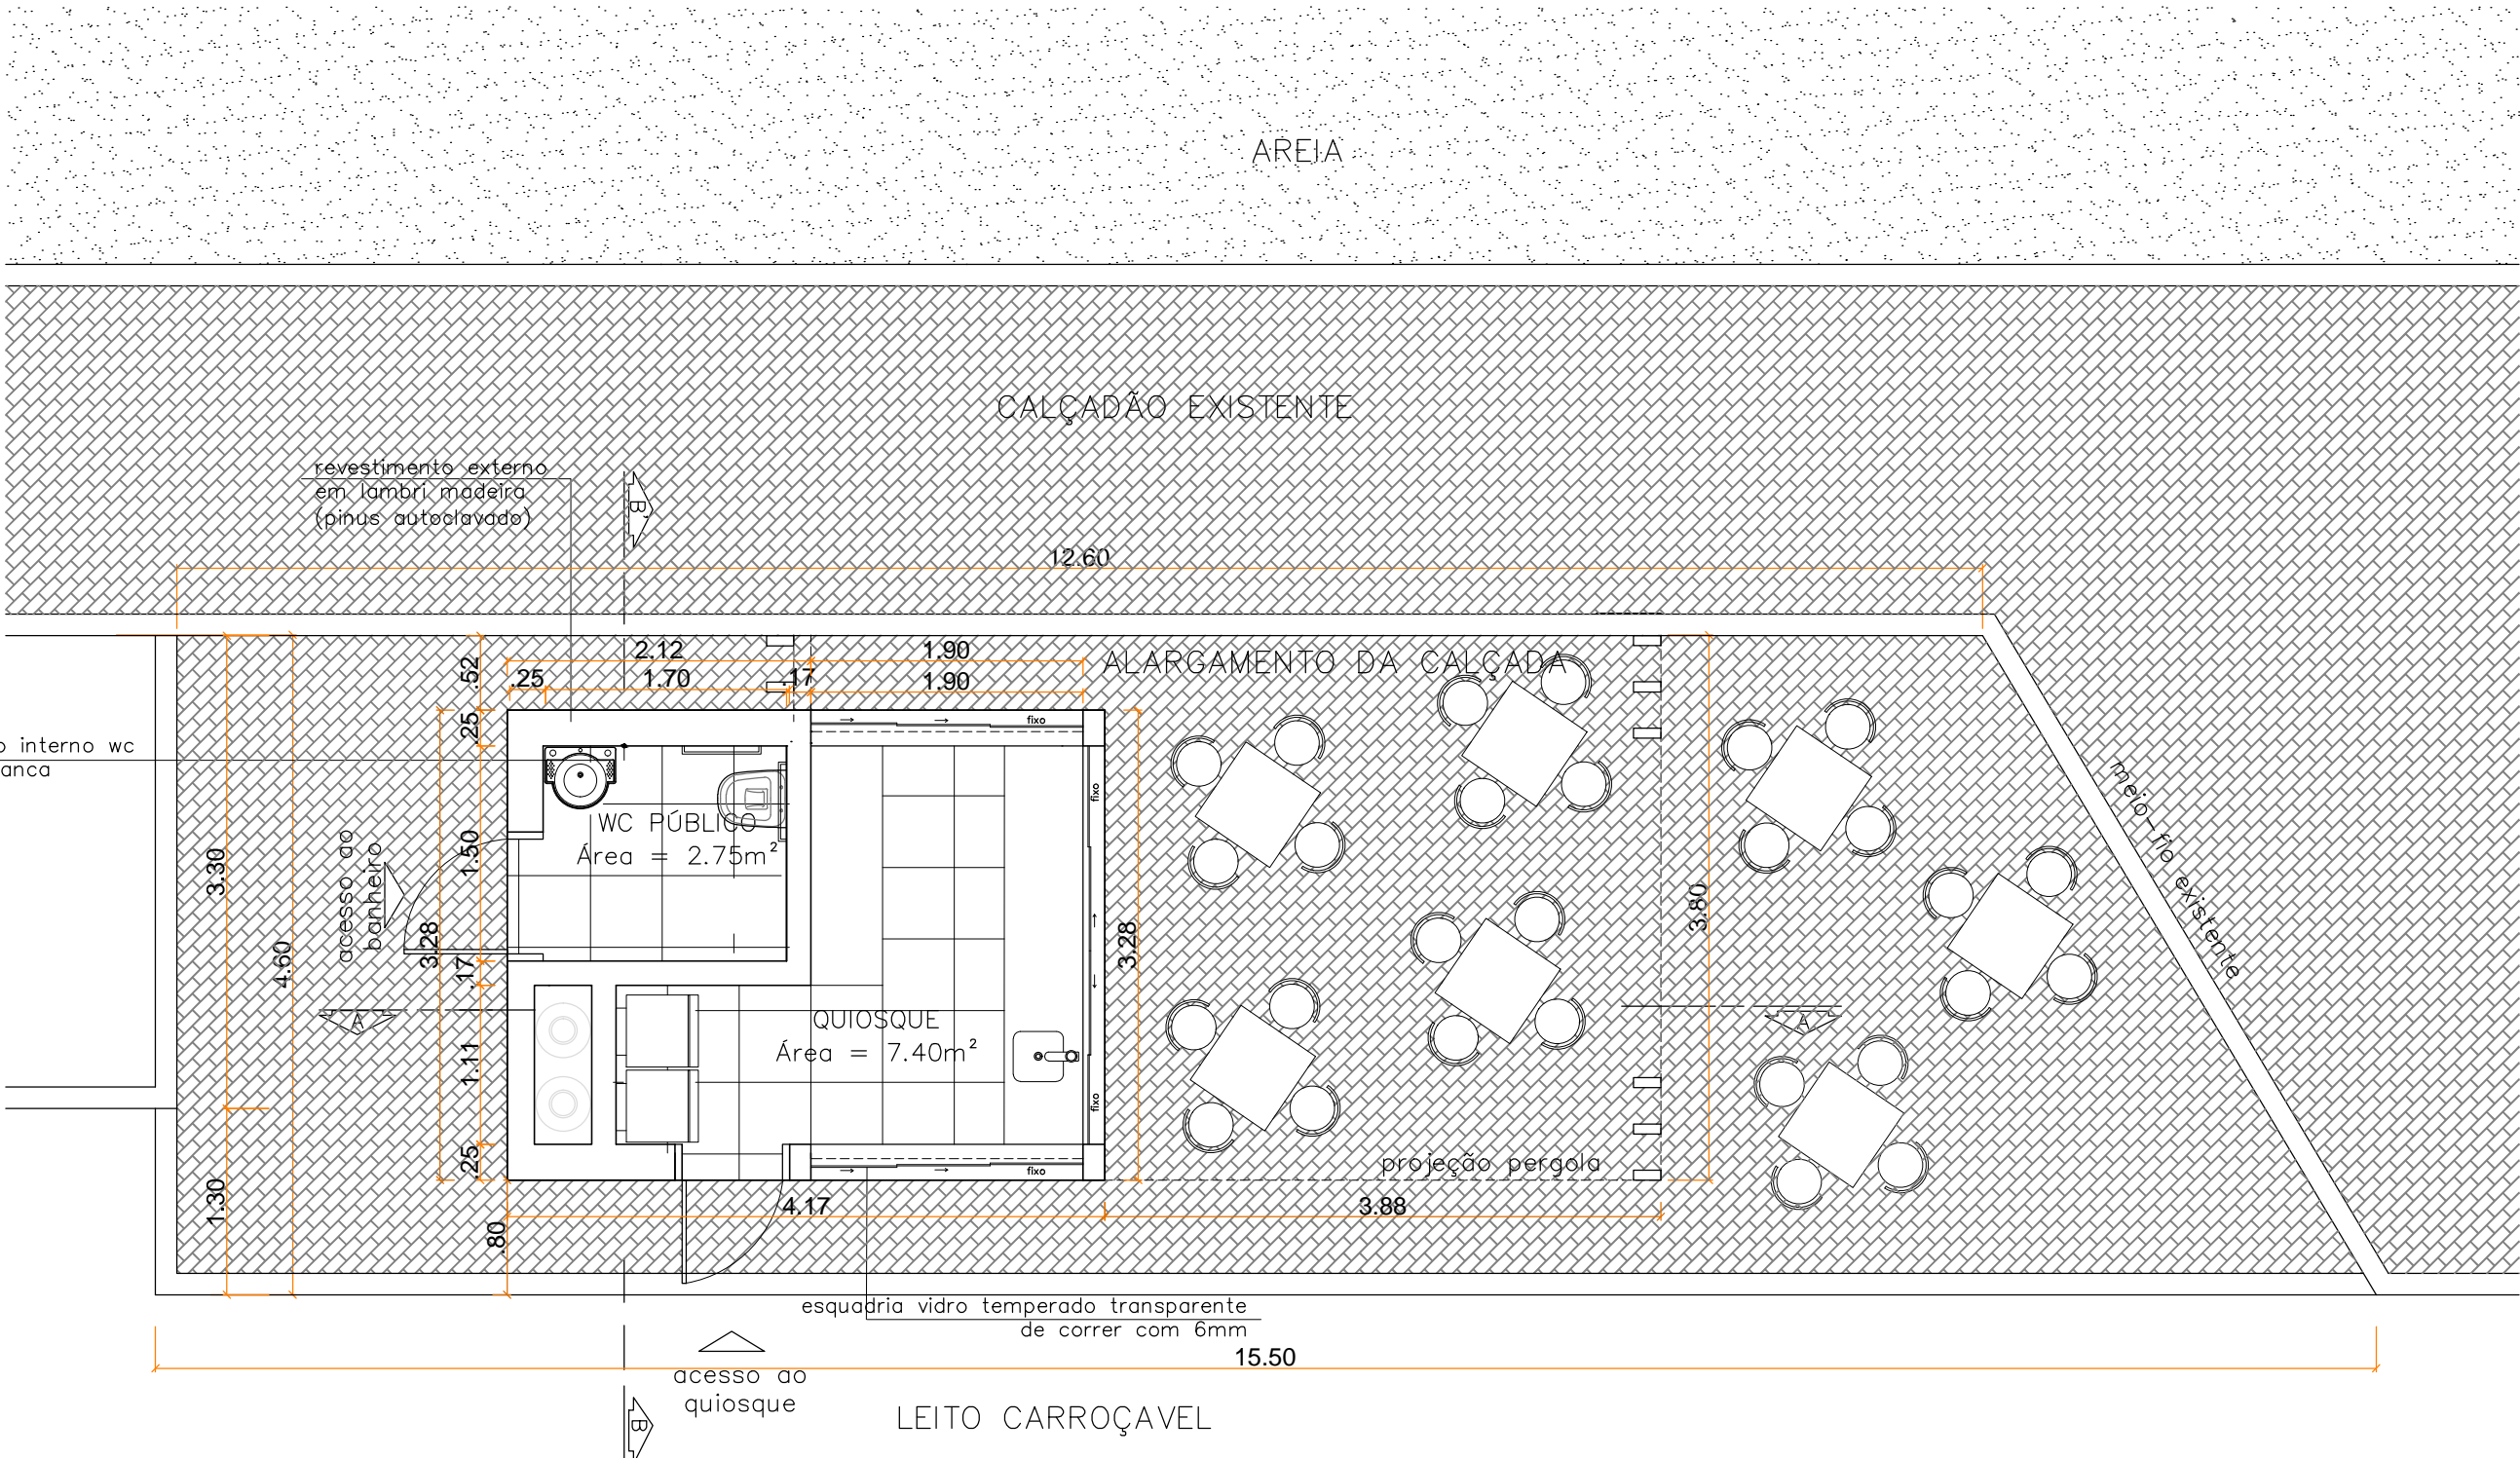 AREIA
CALÇADÃO EXISTENTE
revestimento externo
em lambri madeira
(pinus autoclavado)
B'
12.60
2.12
1.90
ALARGAMENTO DA CALÇADA
.52
.25
1.70
.17
1.90
.25
fixo
o interno wc
anca
fixo
meio-fio existente
WC PÚBLICO
Área = 2.75m²
acesso ao
banheiro
1.50
3.30
3.28
3.28
3.80
4.60
.17
A
A
QUIOSQUE
Área = 7.40m²
1.11
fixo
.25
fixo
projeção pergola
1.30
.80
4.17
3.88
esquadria vidro temperado transparente
de correr com 6mm
15.50
acesso ao
quiosque
B
LEITO CARROÇAVEL